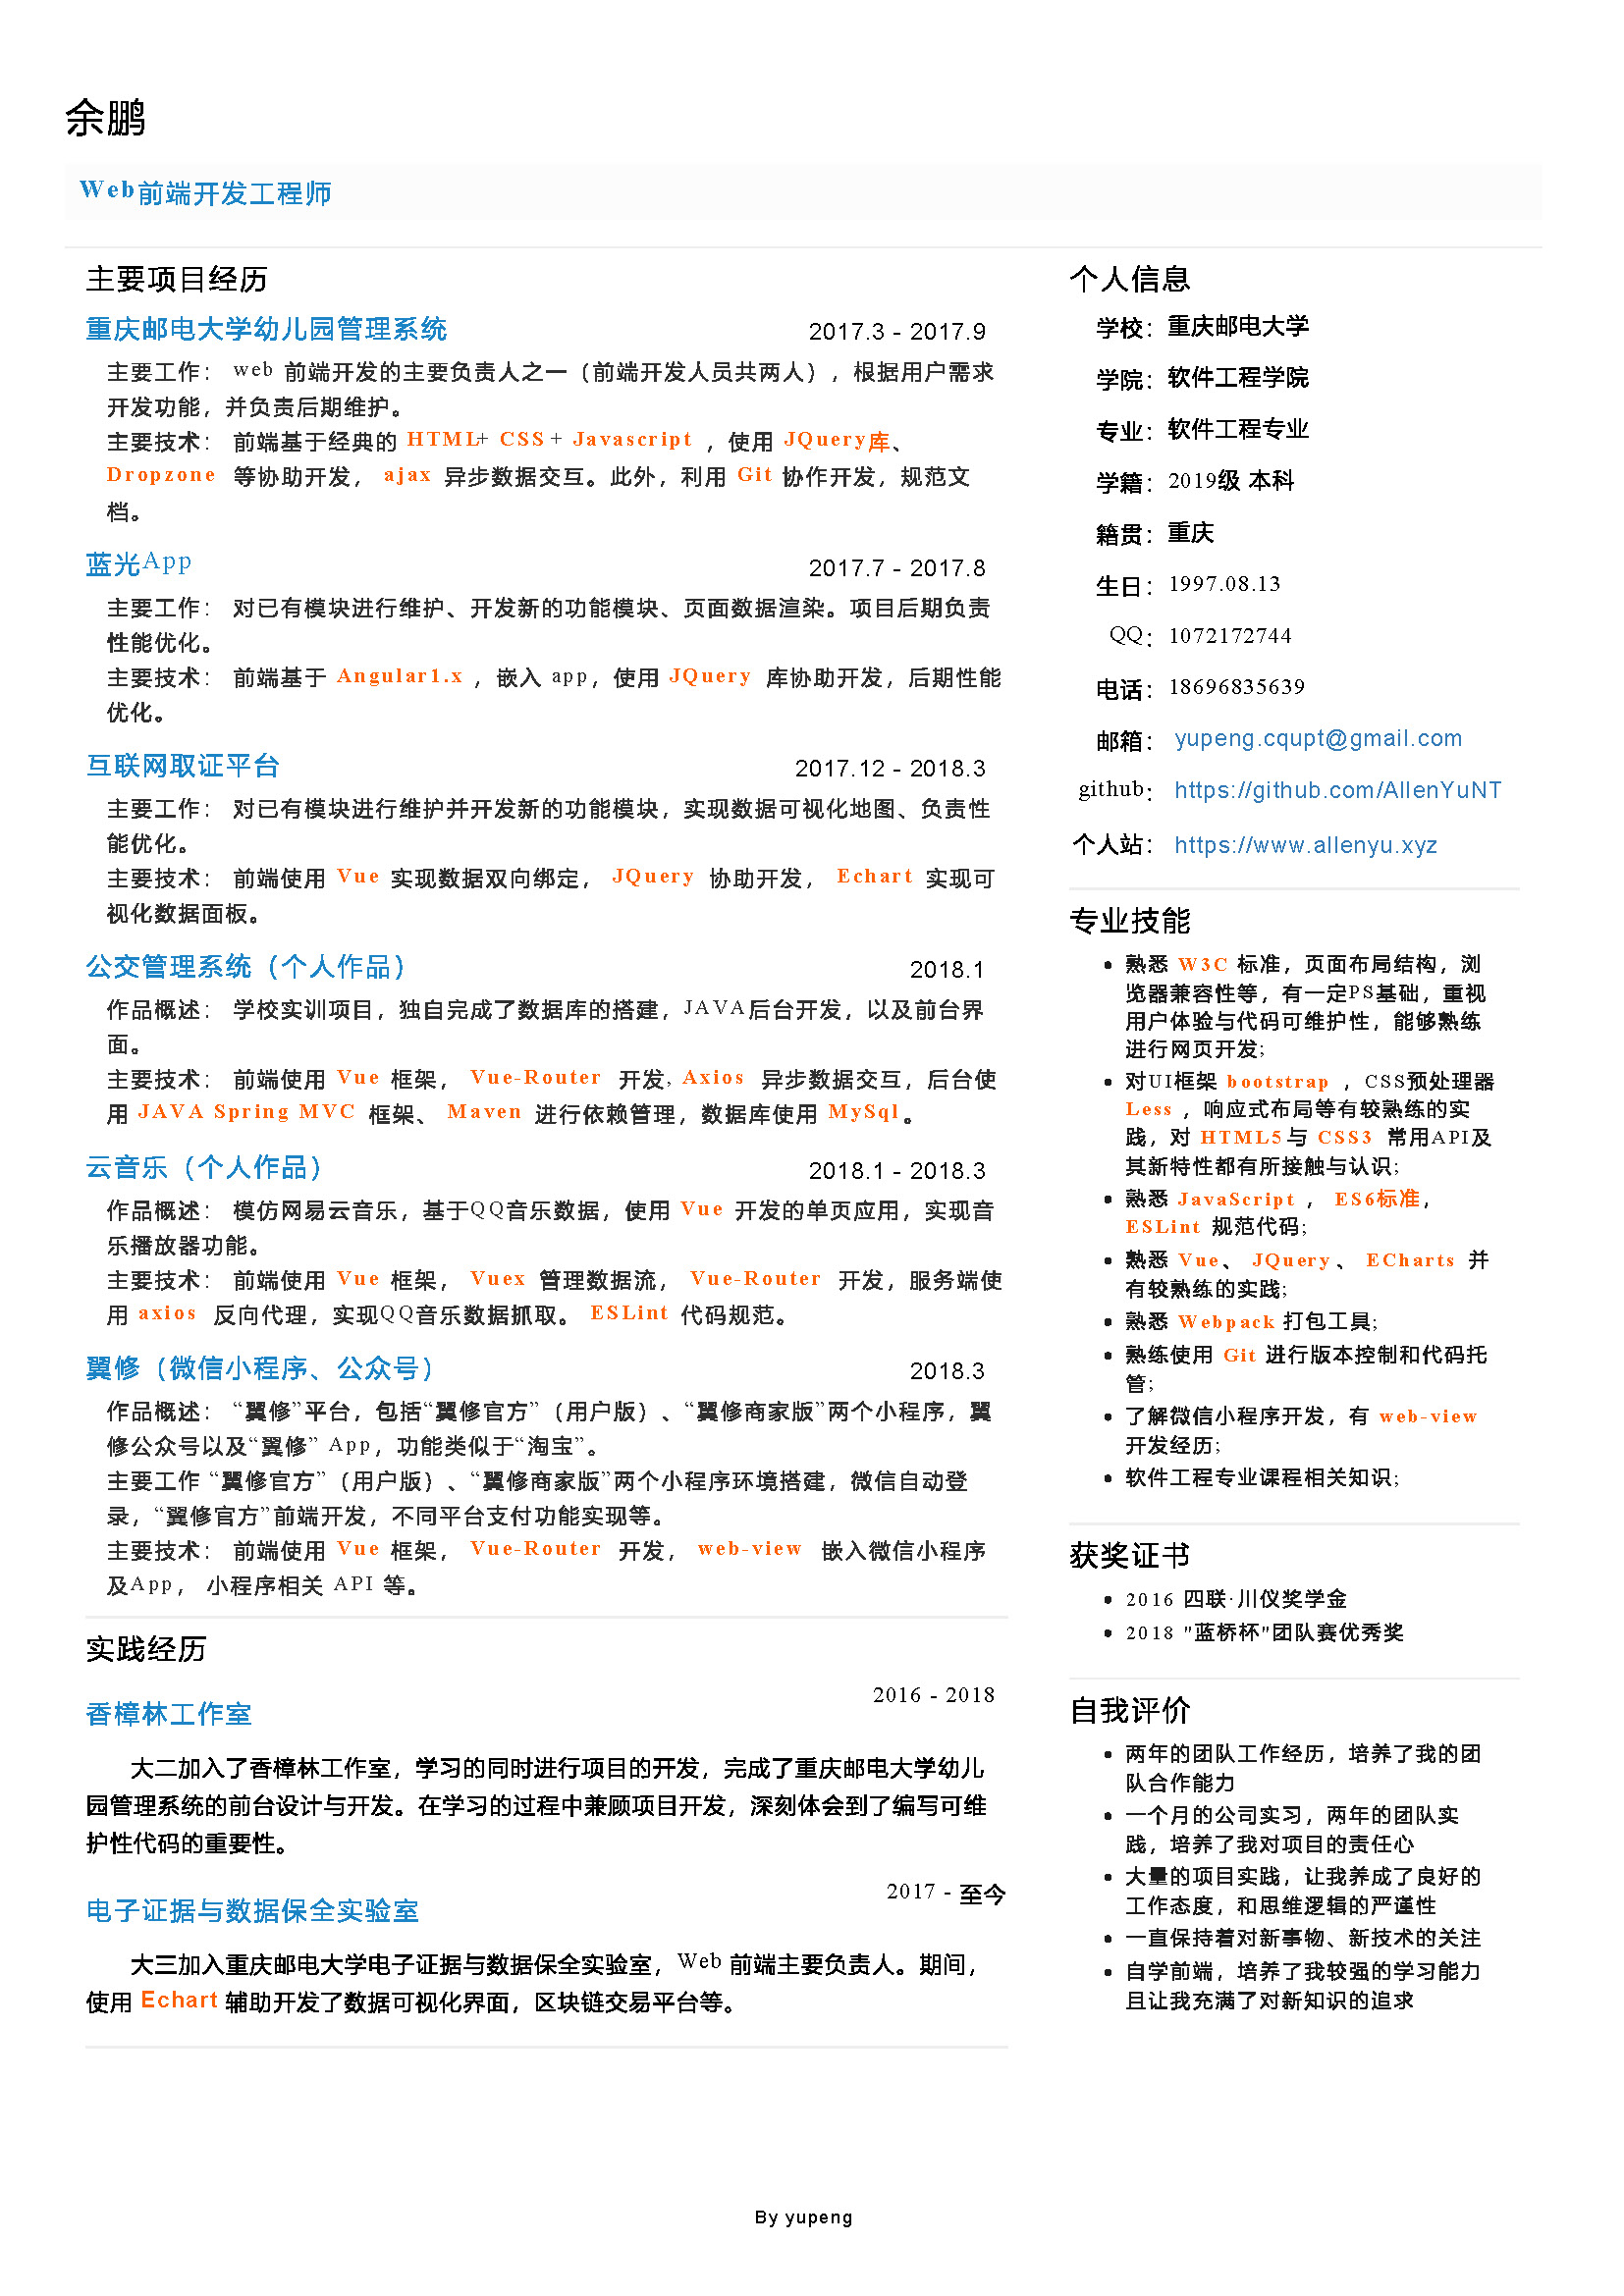 余鹏
Web前端开发工程师
主要项目经历
重庆邮电大学幼儿园管理系统 2017.3 - 2017.9
主要工作： web 前端开发的主要负责人之一（前端开发人员共两人），根据用户需求
开发功能，并负责后期维护。
主要技术： 前端基于经典的 HTML+ CSS + Javascript ，使用 JQuery库、
Dropzone 等协助开发， ajax 异步数据交互。此外，利用 Git 协作开发，规范文
档。
蓝光App 2017.7 - 2017.8
主要工作： 对已有模块进行维护、开发新的功能模块、页面数据渲染。项目后期负责
性能优化。
主要技术： 前端基于 Angular1.x ，嵌入 app，使用 JQuery 库协助开发，后期性能
优化。
互联网取证平台 2017.12 - 2018.3
主要工作： 对已有模块进行维护并开发新的功能模块，实现数据可视化地图、负责性
能优化。
主要技术： 前端使用 Vue 实现数据双向绑定， JQuery 协助开发， Echart 实现可
视化数据面板。
公交管理系统（个人作品） 2018.1
作品概述： 学校实训项目，独自完成了数据库的搭建，JAVA后台开发，以及前台界
面。
主要技术： 前端使用 Vue 框架， Vue-Router 开发, Axios 异步数据交互，后台使
用 JAVA Spring MVC 框架、 Maven 进行依赖管理，数据库使用 MySql 。
云音乐（个人作品） 2018.1 - 2018.3
作品概述： 模仿网易云音乐，基于QQ音乐数据，使用 Vue 开发的单页应用，实现音
乐播放器功能。
主要技术： 前端使用 Vue 框架， Vuex 管理数据流， Vue-Router 开发，服务端使
用 axios 反向代理，实现QQ音乐数据抓取。 ESLint 代码规范。
翼修（微信小程序、公众号） 2018.3
作品概述： “翼修”平台，包括“翼修官方”（用户版）、“翼修商家版”两个小程序，翼
修公众号以及“翼修” App，功能类似于“淘宝”。
主要工作 “翼修官方”（用户版）、“翼修商家版”两个小程序环境搭建，微信自动登
录，“翼修官方”前端开发，不同平台支付功能实现等。
主要技术： 前端使用 Vue 框架， Vue-Router 开发， web-view 嵌入微信小程序
及App， 小程序相关 API 等。
实践经历
香樟林工作室 2016 - 2018
大二加入了香樟林工作室，学习的同时进行项目的开发，完成了重庆邮电大学幼儿
园管理系统的前台设计与开发。在学习的过程中兼顾项目开发，深刻体会到了编写可维
护性代码的重要性。
电子证据与数据保全实验室 2017 - 至今
大三加入重庆邮电大学电子证据与数据保全实验室，Web 前端主要负责人。期间，
使用 Echart 辅助开发了数据可视化界面，区块链交易平台等。
个人信息
学校： 重庆邮电大学
学院： 软件工程学院
专业： 软件工程专业
学籍： 2019级 本科
籍贯： 重庆
生日： 1997.08.13
QQ： 1072172744
电话： 18696835639
邮箱： yupeng.cqupt@gmail.com
github： https://github.com/AllenYuNT
个人站： https://www.allenyu.xyz
专业技能
• 熟悉 W3C 标准，页面布局结构，浏
览器兼容性等，有一定PS基础，重视
用户体验与代码可维护性，能够熟练
进行网页开发;
• 对UI框架 bootstrap ，CSS预处理器
Less ，响应式布局等有较熟练的实
践，对 HTML5与 CSS3 常用API及
其新特性都有所接触与认识;
• 熟悉 JavaScript ， ES6标准，
ESLint 规范代码;
• 熟悉 Vue、 JQuery、 ECharts 并
有较熟练的实践;
• 熟悉 Webpack 打包工具;
• 熟练使用 Git 进行版本控制和代码托
管;
• 了解微信小程序开发，有 web-view
开发经历;
• 软件工程专业课程相关知识;
获奖证书
• 2016 四联·川仪奖学金
• 2018 "蓝桥杯"团队赛优秀奖
自我评价
• 两年的团队工作经历，培养了我的团
队合作能力
• 一个月的公司实习，两年的团队实
践，培养了我对项目的责任心
• 大量的项目实践，让我养成了良好的
工作态度，和思维逻辑的严谨性
• 一直保持着对新事物、新技术的关注
• 自学前端，培养了我较强的学习能力
且让我充满了对新知识的追求
By yupeng